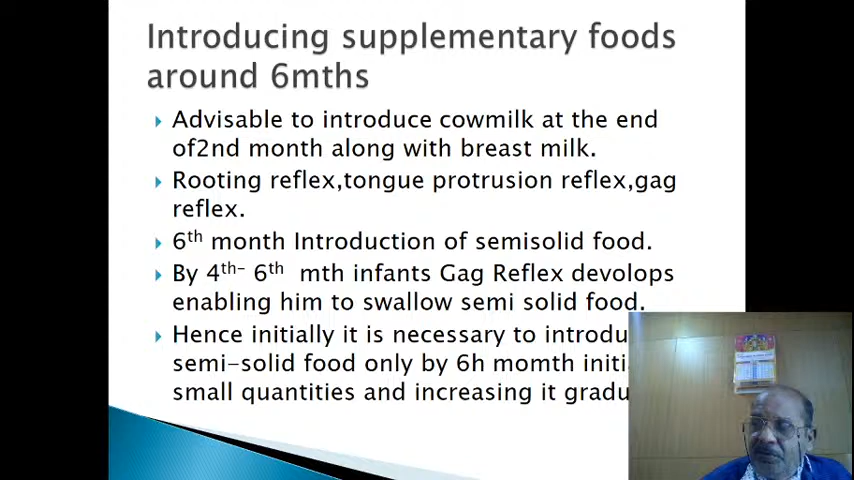 Introducing supplementary foods
around 6mths
Advisable to introduce cowmilk at the end
of2nd month along with breast milk.
Rooting reflex,tongue protrusion reflex,gag
reflex.
6th month Introduction of semisolid food.
By 4th- 6th mth infants Gag Reflex devolops
enabling him to swallow semi solid food.
Hence initially it is necessary to introdu
semi-solid food only by 6h momth initi
small quantities and increasing it gradu